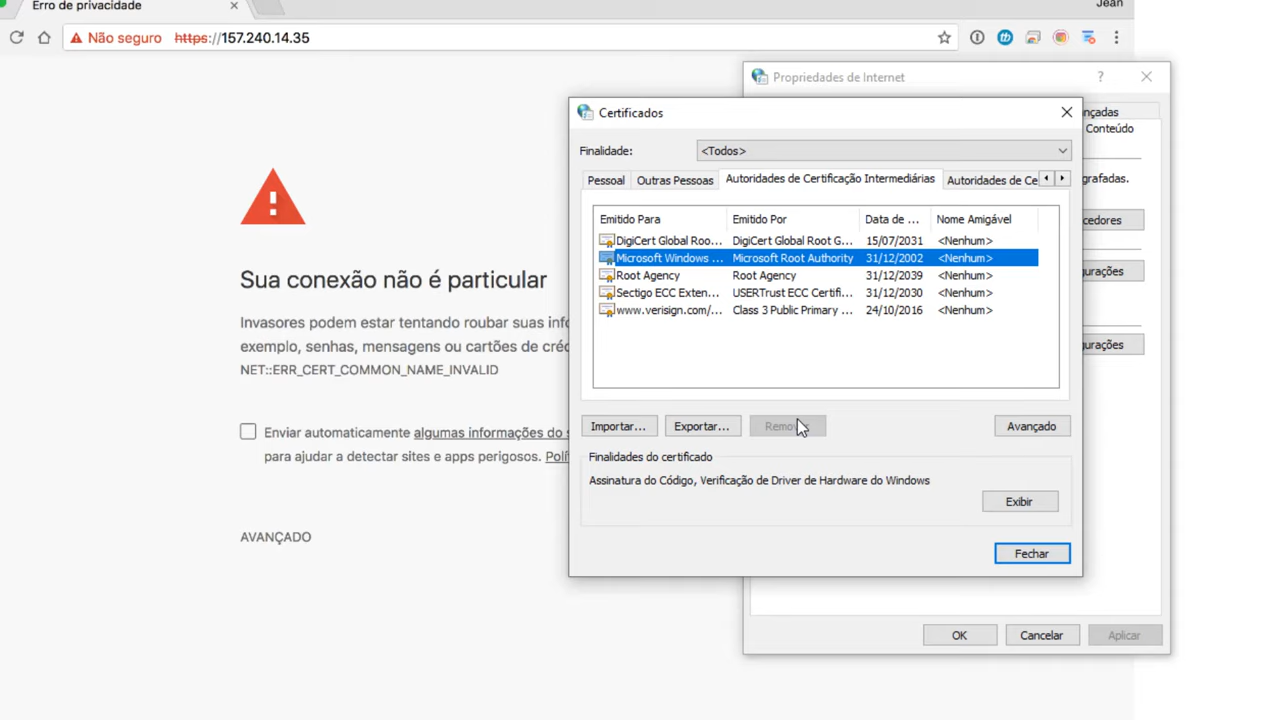 Erro de privacidade
Jean
Não seguro https://157.240.14.35
Propriedades de Internet
Certificados
nçadas
Conteúdo
Finalidade: <Todos>
grafadas.
Pessoal Outras Pessoas Autoridades de Certificação Intermediárias Autoridades de Ce
Emitido Para Emitido Por Data de ... Nome Amigável
cedores
DigiCert Global Roo... DigiCert Global Root G... 15/07/2031 <Nenhum>
Microsoft Windows ... Microsoft Root Authority 31/12/2002 <Nenhum>
Root Agency Root Agency 31/12/2039 <Nenhum>
Sectigo ECC Exten... USERTrust ECC Certifi... 31/12/2030 <Nenhum>
www.verisign.com/... Class 3 Public Primary ... 24/10/2016 <Nenhum>
urações
urações
Sua conexão não é particular
Invasores podem estar tentando roubar suas info
exemplo, senhas, mensagens ou cartões de créd
NET::ERR_CERT_COMMON_NAME_INVALID
Enviar automaticamente algumas informações do s
para ajudar a detectar sites e apps perigosos. Polí
AVANÇADO
Importar... Exportar... Remov Avançado
Finalidades do certificado
Assinatura do Código, Verificação de Driver de Hardware do Windows
Exibir
Fechar
OK Cancelar Aplicar